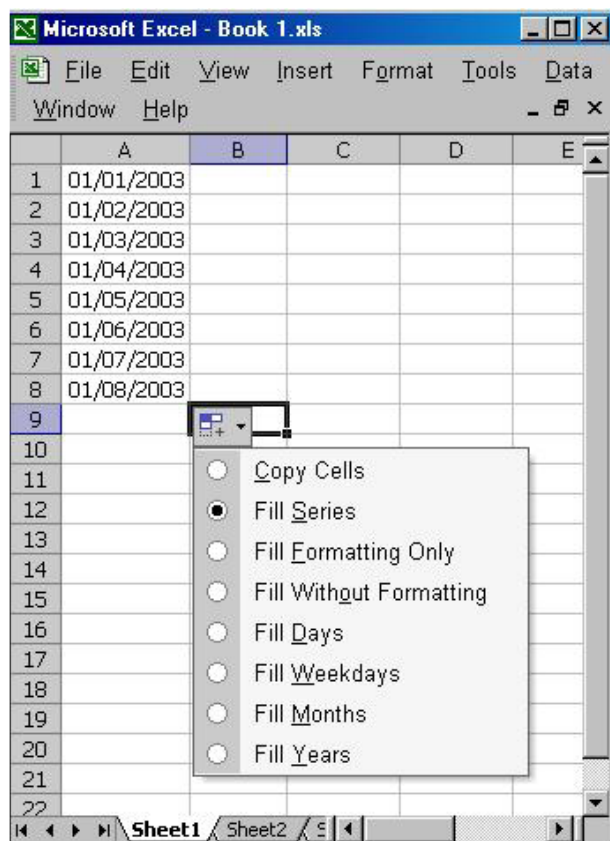 Microsoft Excel - Book 1.xls
File Edit View Insert Format Tools Data
Window Help
A B C D E
1 01/01/2003
2 01/02/2003
3 01/03/2003
4 01/04/2003
5 01/05/2003
6 01/06/2003
7 01/07/2003
8 01/08/2003
9
10
11 Copy Cells
12 Fill Series
13 Fill Formatting Only
14
15 Fill Without Formatting
16 Fill Days
17 Fill Weekdays
18
19 Fill Months
20 Fill Years
21
22
Sheet1 Sheet2 S